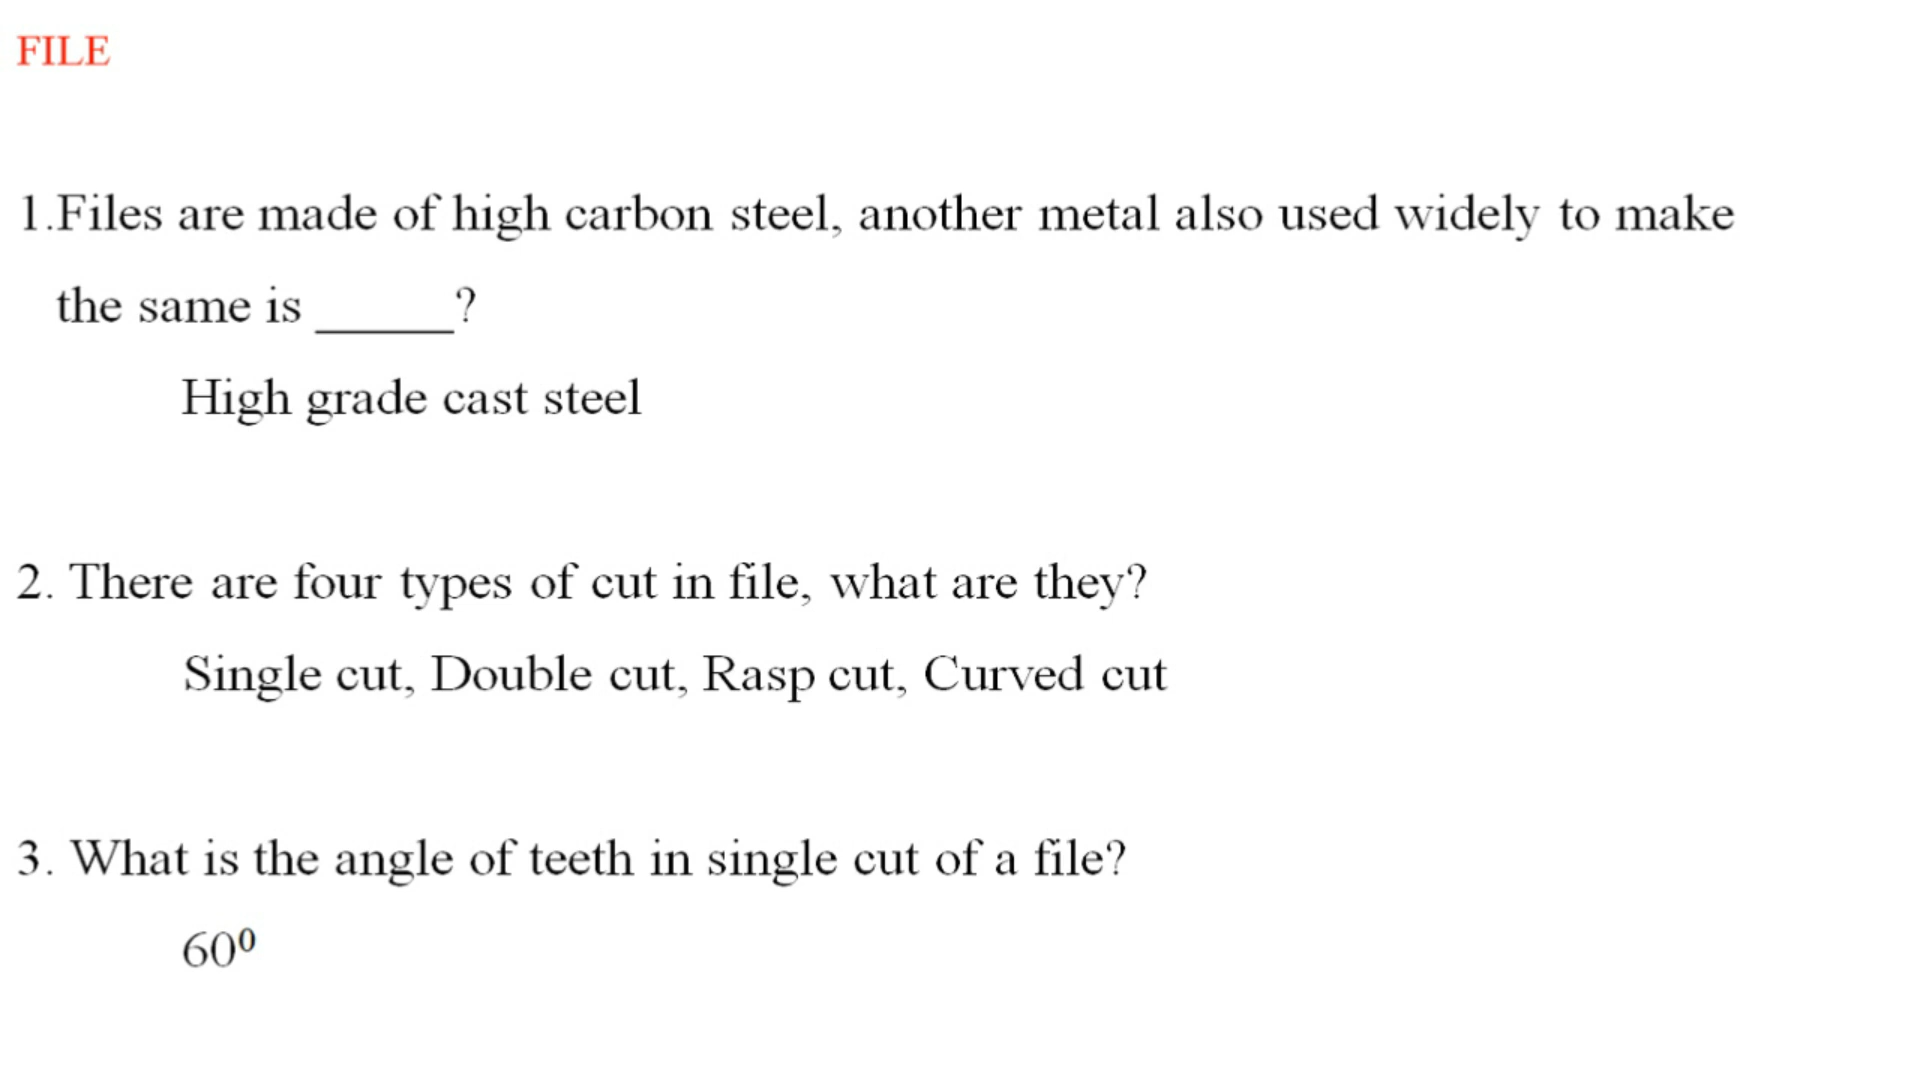 FILE
1.Files are made of high carbon steel, another metal also used widely to make
the same is ______?
High grade cast steel
2. There are four types of cut in file, what are they?
Single cut, Double cut, Rasp cut, Curved cut
3. What is the angle of teeth in single cut of a file?
60⁰